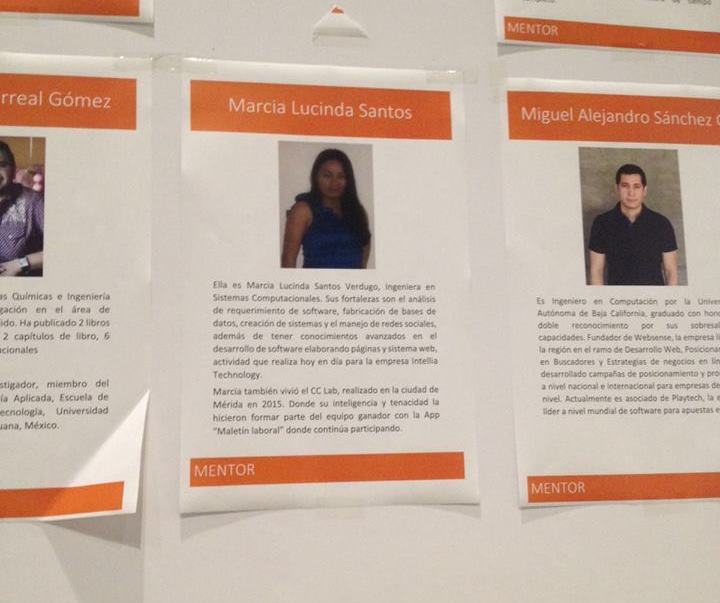 MENTOR
rreal Gómez
as Químicas e Ingeniería
gación en el área de
ido. Ha publicado 2 libros
2 capítulos de libro, 6
acionales
stigador, miembro del
ía Aplicada, Escuela de
ecnología, Universidad
uana, México.
Marcia Lucinda Santos
Ella es Marcia Lucinda Santos Verdugo, Ingeniera en
Sistemas Computacionales. Sus fortalezas son el análisis
de requerimiento de software, fabricación de bases de
datos, creación de sistemas y el manejo de redes sociales,
además de tener conocimientos avanzados en el
desarrollo de software elaborando páginas y sistema web,
actividad que realiza hoy en día para la empresa Intellia
Technology.
Marcia también vivió el CC Lab, realizado en la ciudad de
Mérida en 2015. Donde su inteligencia y tenacidad la
hicieron formar parte del equipo ganador con la App
“Maletín laboral” donde continúa participando.
MENTOR
Miguel Alejandro Sánchez
Es Ingeniero en Computación por la Univer
Autónoma de Baja California, graduado con hono
doble reconocimiento por sus sobresal
capacidades. Fundador de Websense, la empresa lí
la región en el ramo de Desarrollo Web, Posicionar
en Buscadores y Estrategias de negocios en lín
desarrollado campañas de posicionamiento y pro
a nivel nacional e internacional para empresas de
nivel. Actualmente es asociado de Playtech, la e
líder a nivel mundial de software para apuestas e
MENTOR